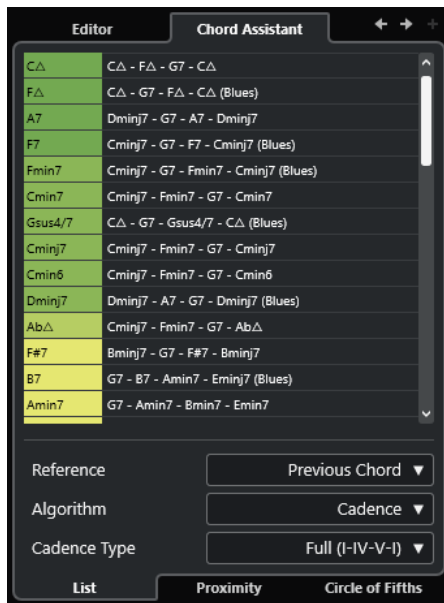 Editor Chord Assistant
C△ C△ - F△ - G7 - C△
F△ C△ - G7 - F△ - C△ (Blues)
A7 Dminj7 - G7 - A7 - Dminj7
F7 Cminj7 - G7 - F7 - Cminj7 (Blues)
Fmin7 Cminj7 - G7 - Fmin7 - Cminj7 (Blues)
Cmin7 Cminj7 - Fmin7 - G7 - Cmin7
Gsus4/7 C△ - G7 - Gsus4/7 - C△ (Blues)
Cminj7 Cminj7 - Fmin7 - G7 - Cminj7
Cmin6 Cminj7 - Fmin7 - G7 - Cmin6
Dminj7 Dminj7 - A7 - G7 - Dminj7 (Blues)
Ab△ Cminj7 - Fmin7 - G7 - Ab△
F#7 Bminj7 - G7 - F#7 - Bminj7
B7 G7 - B7 - Amin7 - Eminj7 (Blues)
Amin7 G7 - Amin7 - Bmin7 - Emin7
Reference Previous Chord
Algorithm Cadence
Cadence Type Full (I-IV-V-I)
List Proximity Circle of Fifths